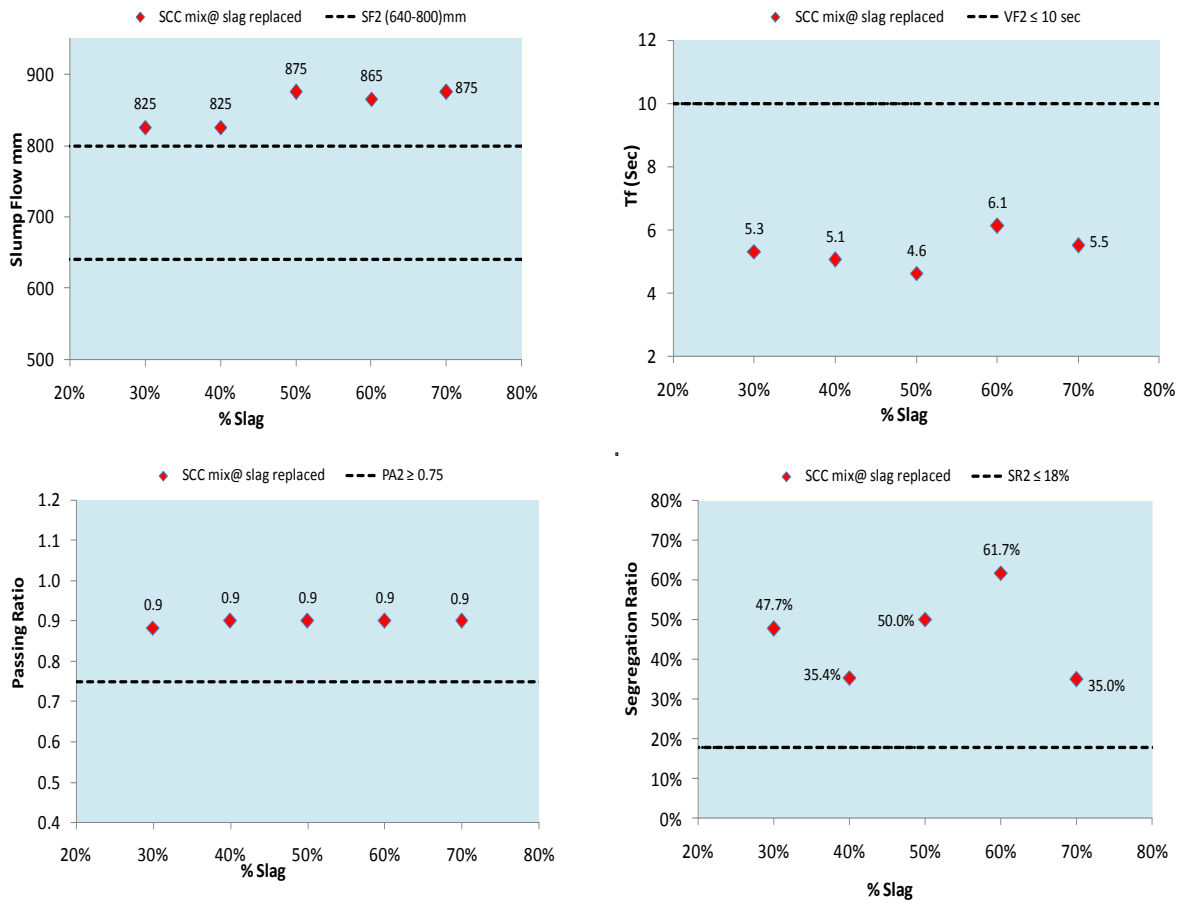 SCC mix@ slag replaced SF2 (640-800)mm
900
800
700
600
500
Slump Flow mm
825 825 875 865 875
20% 30% 40% 50% 60% 70% 80%
% Slag
SCC mix@ slag replaced VF2 ≤ 10 sec
12
10
8
6
4
2
Tf (Sec)
5.3 5.1 4.6 6.1 5.5
20% 30% 40% 50% 60% 70% 80%
% Slag
SCC mix@ slag replaced PA2 ≥ 0.75
1.2
1.1
1.0
0.9
0.8
0.7
0.6
0.5
0.4
Passing Ratio
0.9 0.9 0.9 0.9 0.9
20% 30% 40% 50% 60% 70% 80%
% Slag
SCC mix@ slag replaced SR2 ≤ 18%
80%
70%
60%
50%
40%
30%
20%
10%
0%
Segregation Ratio
47.7% 35.4% 50.0% 61.7% 35.0%
20% 30% 40% 50% 60% 70% 80%
% Slag